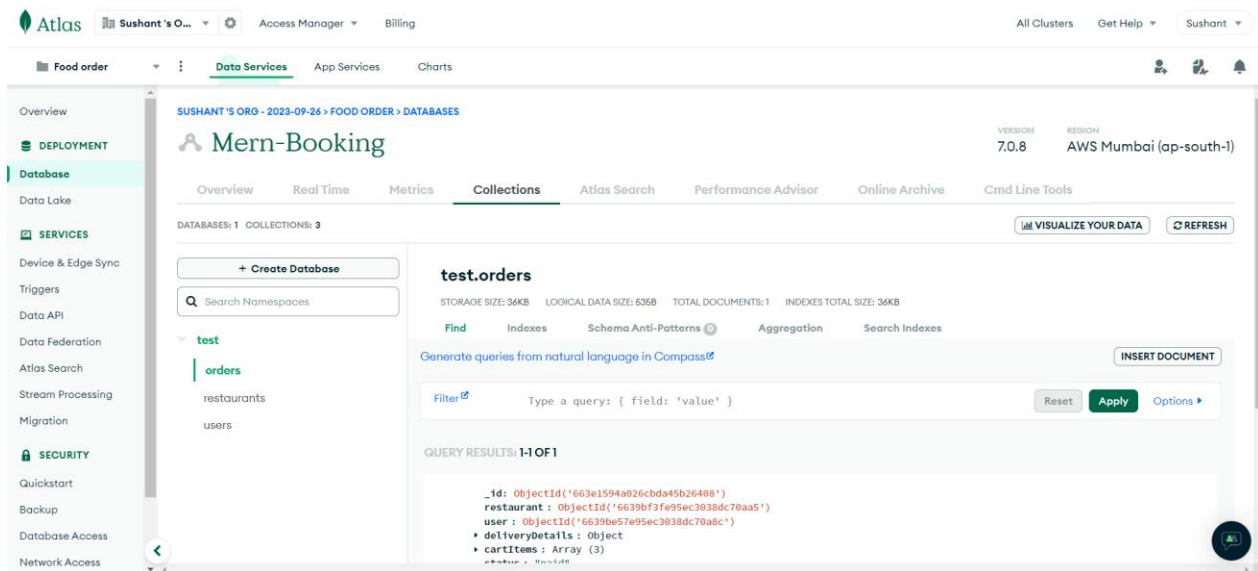 Atlas
Sushant 's O...
Access Manager
Billing
All Clusters
Get Help
Sushant
Food order
Data Services
App Services
Charts
Overview
DEPLOYMENT
Database
Data Lake
SERVICES
Device & Edge Sync
Triggers
Data API
Data Federation
Atlas Search
Stream Processing
Migration
SECURITY
Quickstart
Backup
Database Access
Network Access
SUSHANT 'S ORG - 2023-09-26 > FOOD ORDER > DATABASES
Mern-Booking
VERSION
7.0.8
REGION
AWS Mumbai (ap-south-1)
Overview
Real Time
Metrics
Collections
Atlas Search
Performance Advisor
Online Archive
Cmd Line Tools
DATABASES: 1 COLLECTIONS: 3
VISUALIZE YOUR DATA
REFRESH
+ Create Database
Search Namespaces
test
orders
restaurants
users
test.orders
STORAGE SIZE: 36KB LOGICAL DATA SIZE: 535B TOTAL DOCUMENTS: 1 INDEXES TOTAL SIZE: 36KB
Find
Indexes
Schema Anti-Patterns 0
Aggregation
Search Indexes
Generate queries from natural language in Compass
INSERT DOCUMENT
Filter
Type a query: { field: 'value' }
Reset
Apply
Options
QUERY RESULTS: 1-1 OF 1
_id: ObjectId('663e1594a026cbda45b26408')
restaurant : ObjectId('6639bf3fe95ec3038dc70aa5')
user : ObjectId('6639be57e95ec3038dc70a8c')
deliveryDetails : Object
cartItems : Array (3)
status : "paid"